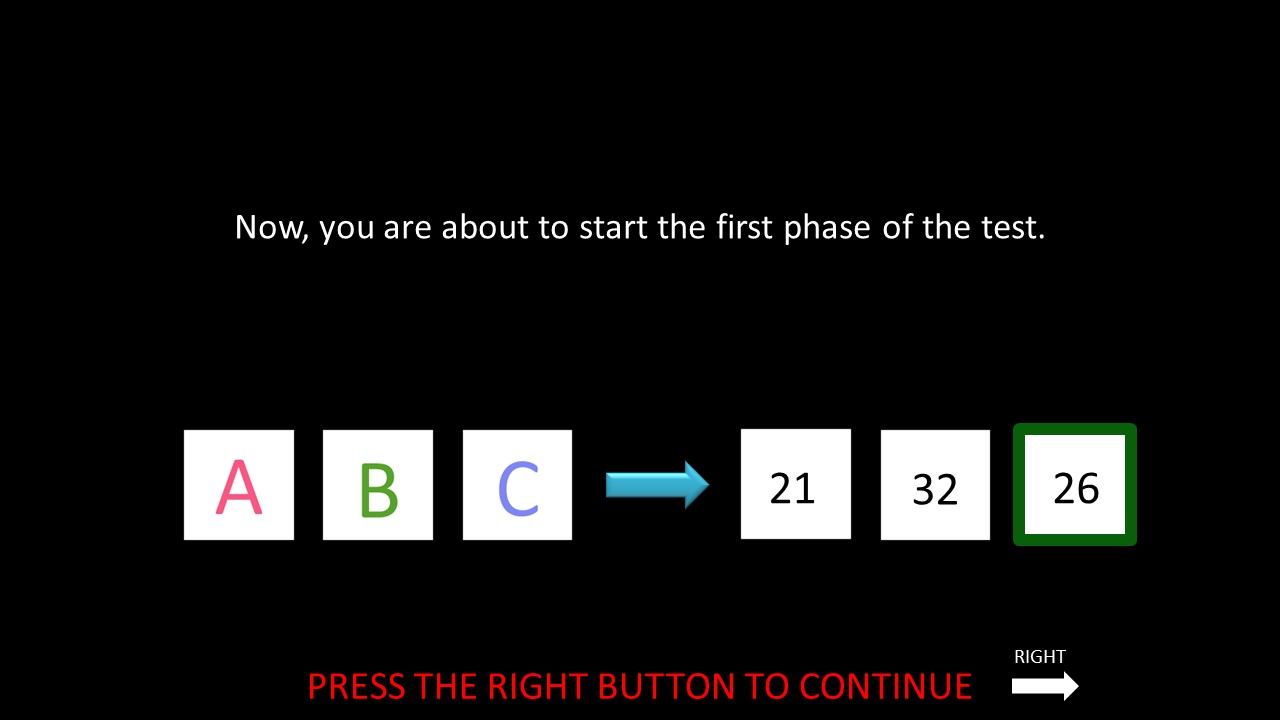 Now, you are about to start the first phase of the test.
A B C 21 32 26
RIGHT
PRESS THE RIGHT BUTTON TO CONTINUE